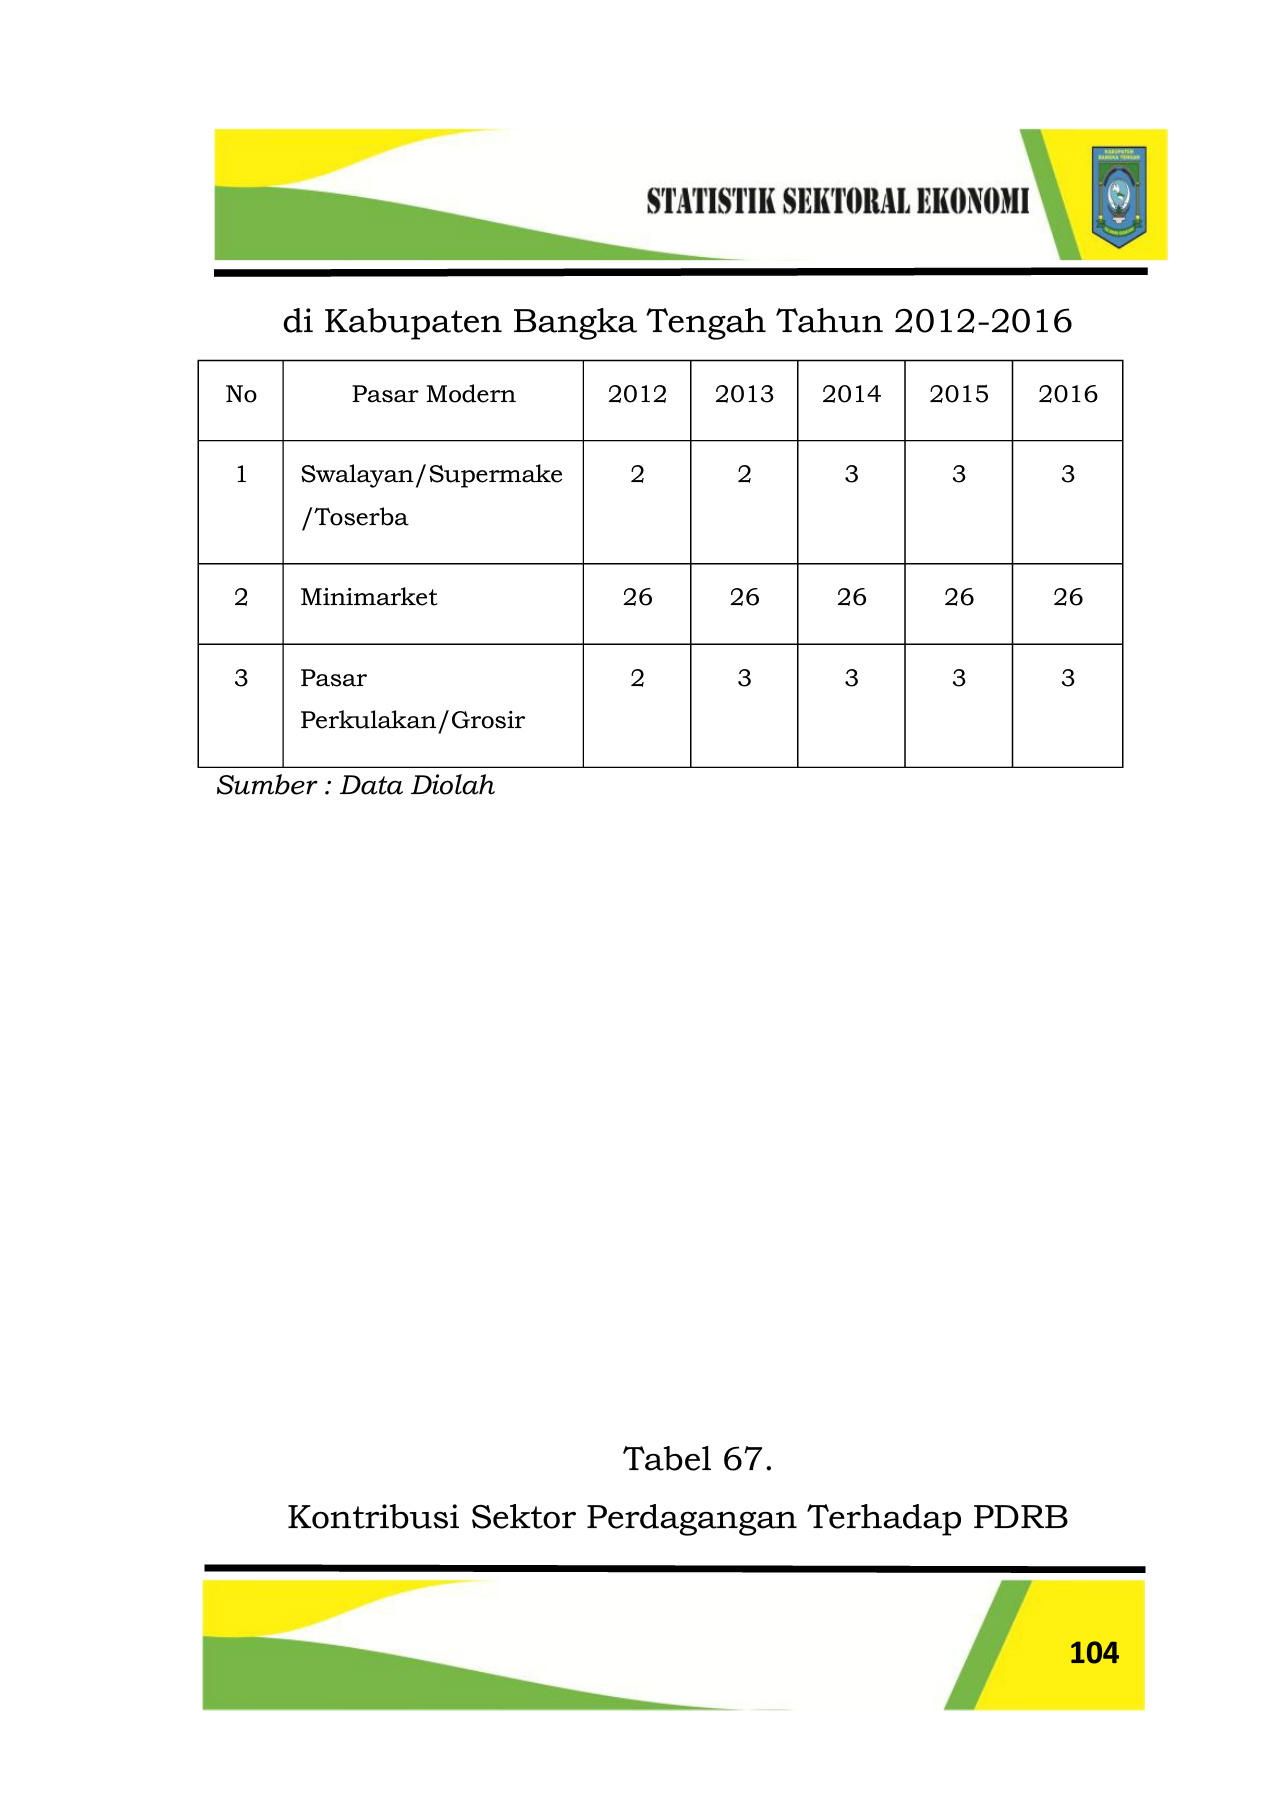 KABUPATEN
BANGKA TENGAH
STATISTIK SEKTORAL EKONOMI
di Kabupaten Bangka Tengah Tahun 2012-2016
No Pasar Modern 2012 2013 2014 2015 2016
1 Swalayan/Supermake 2 2 3 3 3
/Toserba
2 Minimarket 26 26 26 26 26
3 Pasar 2 3 3 3 3
Perkulakan/Grosir
Sumber : Data Diolah
Tabel 67.
Kontribusi Sektor Perdagangan Terhadap PDRB
104